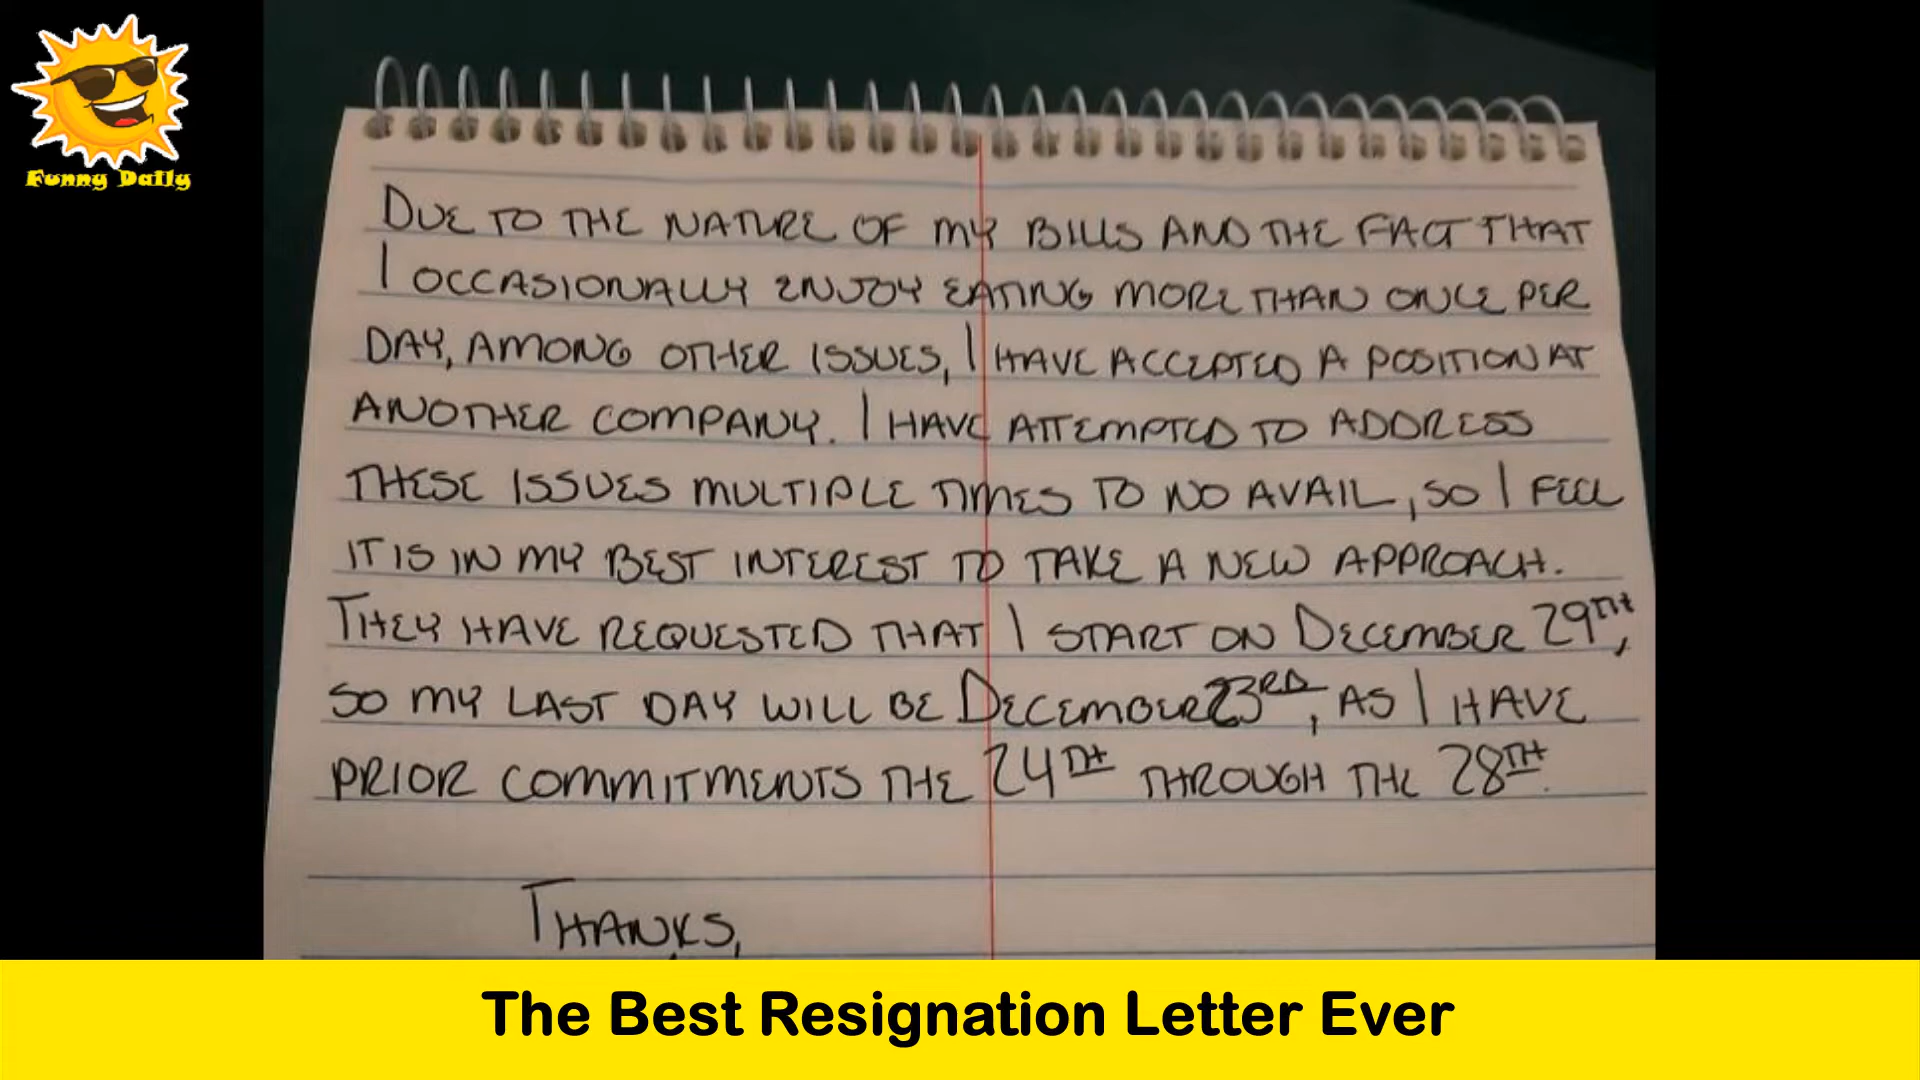 Funny Daily
DUE TO THE NATURE OF MY BILLS AND THE FACT THAT
I OCCASIONALLY ENJOY EATING MORE THAN ONCE PER
DAY, AMONG OTHER ISSUES, I HAVE ACCEPTED A POSITION AT
ANOTHER COMPANY. I HAVE ATTEMPTED TO ADDRESS
THESE ISSUES MULTIPLE TIMES TO NO AVAIL, SO I FEEL
IT IS IN MY BEST INTEREST TO TAKE A NEW APPROACH.
THEY HAVE REQUESTED THAT I START ON DECEMBER 29TH,
SO MY LAST DAY WILL BE DECEMBER 23RD, AS I HAVE
PRIOR COMMITMENTS THE 24TH THROUGH THE 28TH.
THANKS,
The Best Resignation Letter Ever